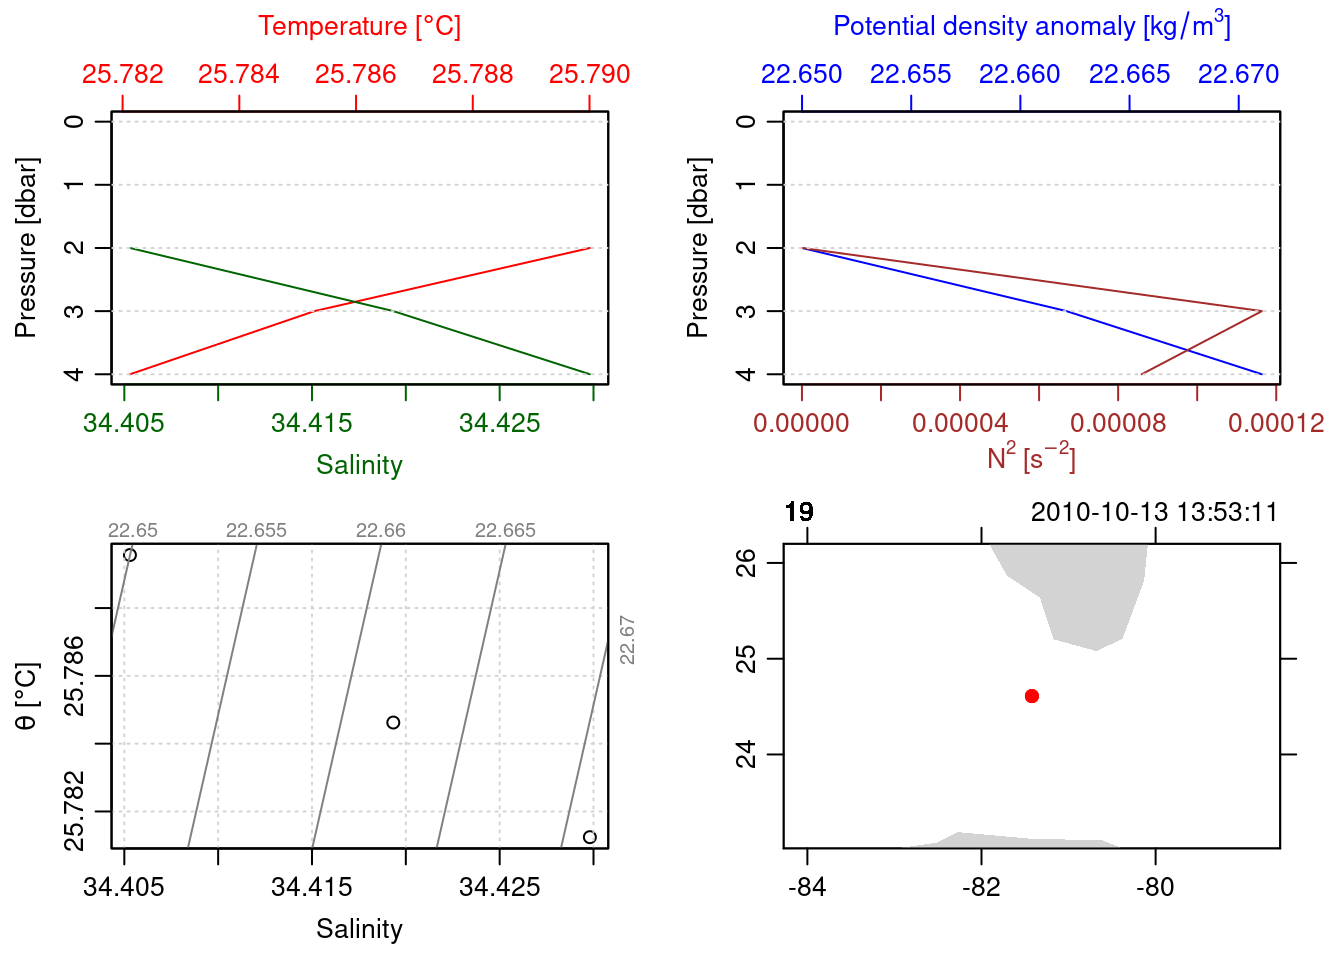 Temperature [°C]
25.782 25.784 25.786 25.788 25.790
Pressure [dbar]
0
1
2
3
4
34.405 34.415 34.425
Salinity
Potential density anomaly [kg/m³]
22.650 22.655 22.660 22.665 22.670
Pressure [dbar]
0
1
2
3
4
0.00000 0.00004 0.00008 0.00012
N² [s⁻²]
22.65 22.655 22.66 22.665
22.67
θ [°C]
25.786
25.782
34.405 34.415 34.425
Salinity
19 2010-10-13 13:53:11
26
25
24
-84 -82 -80